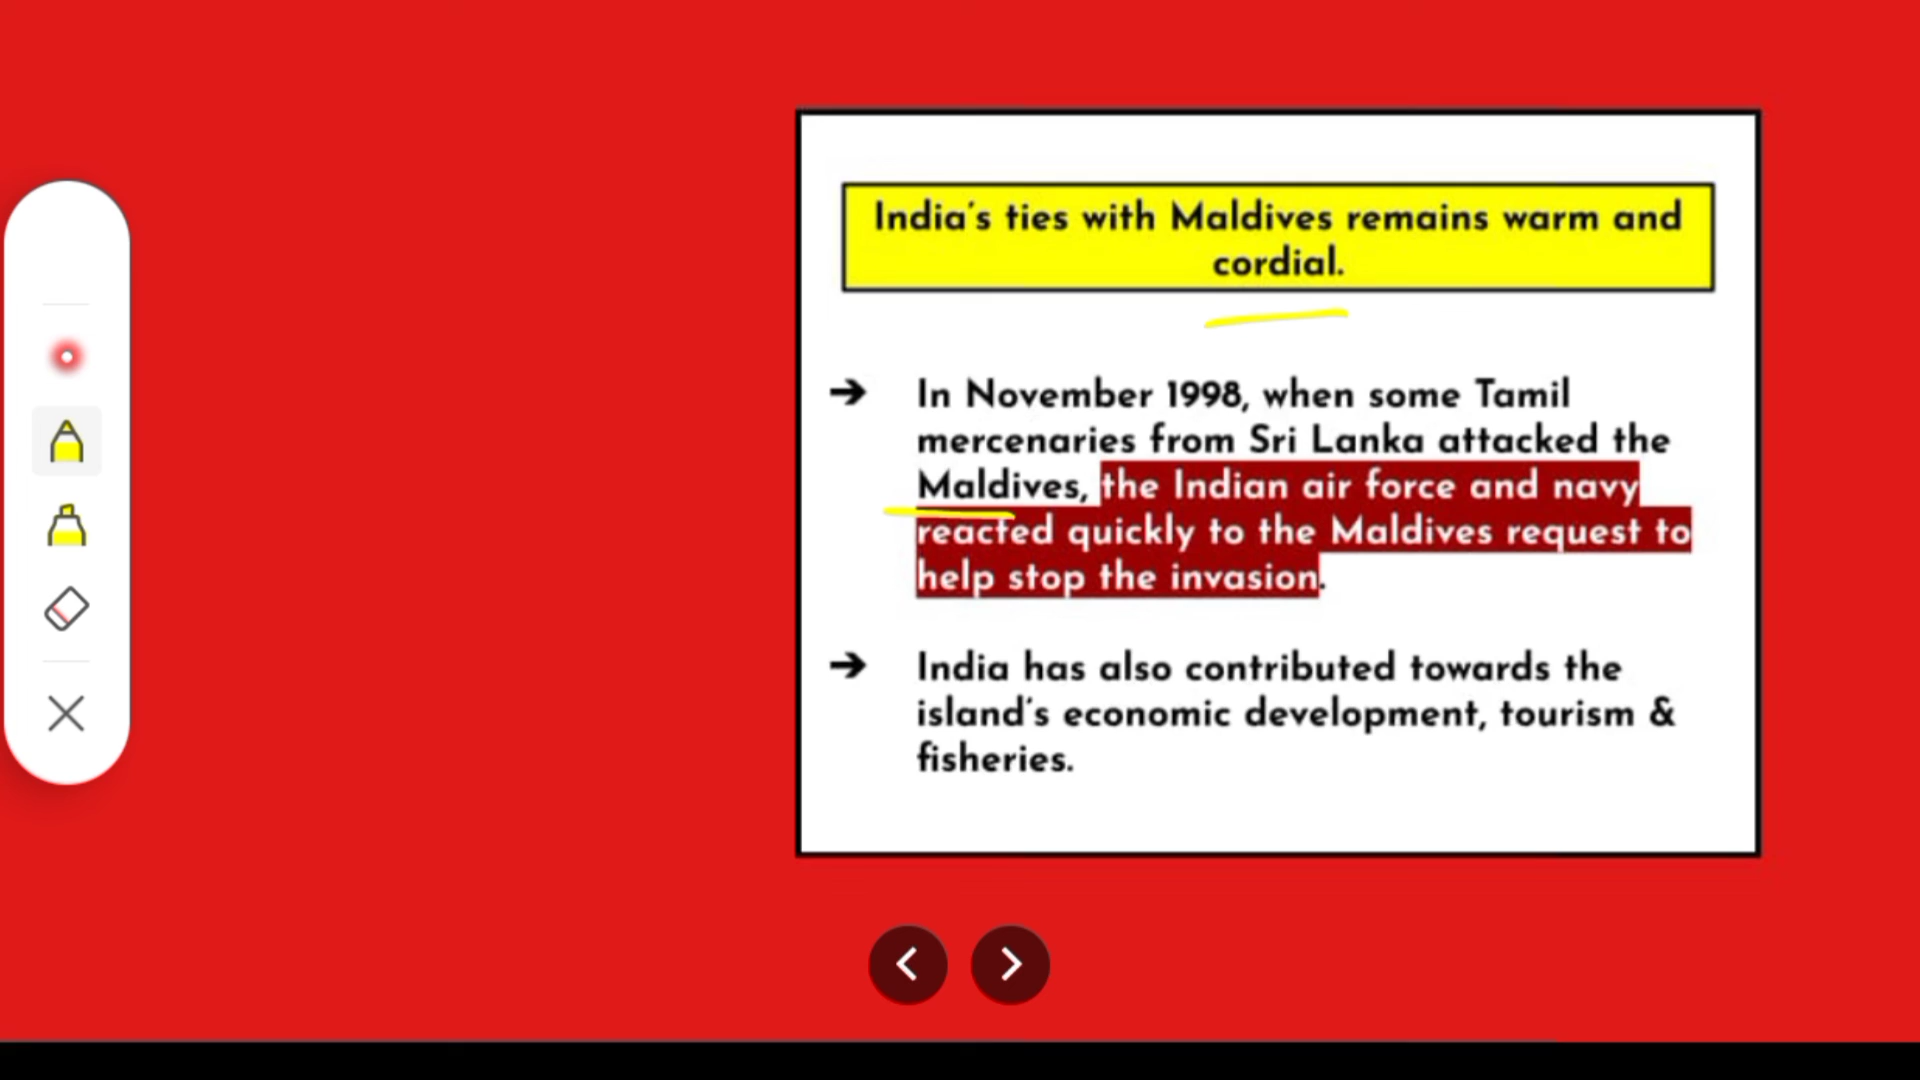 India's ties with Maldives remains warm and
cordial.
➔ In November 1998, when some Tamil
mercenaries from Sri Lanka attacked the
Maldives, the Indian air force and navy
reacted quickly to the Maldives request to
help stop the invasion.
➔ India has also contributed towards the
island's economic development, tourism &
fisheries.